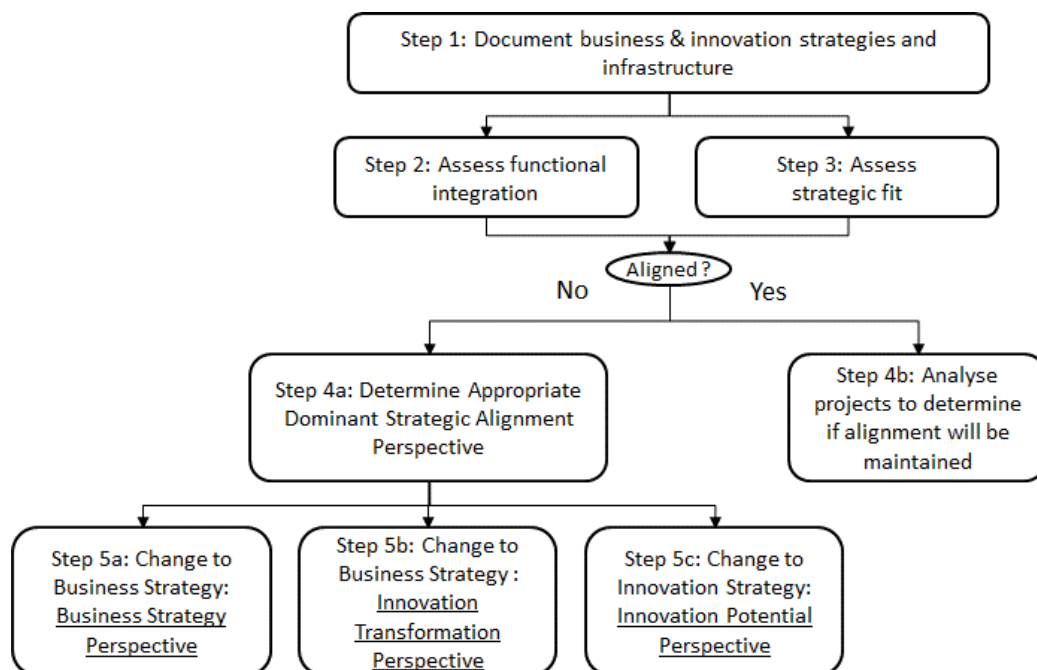 Step 1: Document business & innovation strategies and
infrastructure
Step 2: Assess functional
integration
Step 3: Assess
strategic fit
Aligned ?
No
Yes
Step 4a: Determine Appropriate
Dominant Strategic Alignment
Perspective
Step 4b: Analyse
projects to determine
if alignment will be
maintained
Step 5a: Change to
Business Strategy:
Business Strategy
Perspective
Step 5b: Change to
Business Strategy :
Innovation
Transformation
Perspective
Step 5c: Change to
Innovation Strategy:
Innovation Potential
Perspective